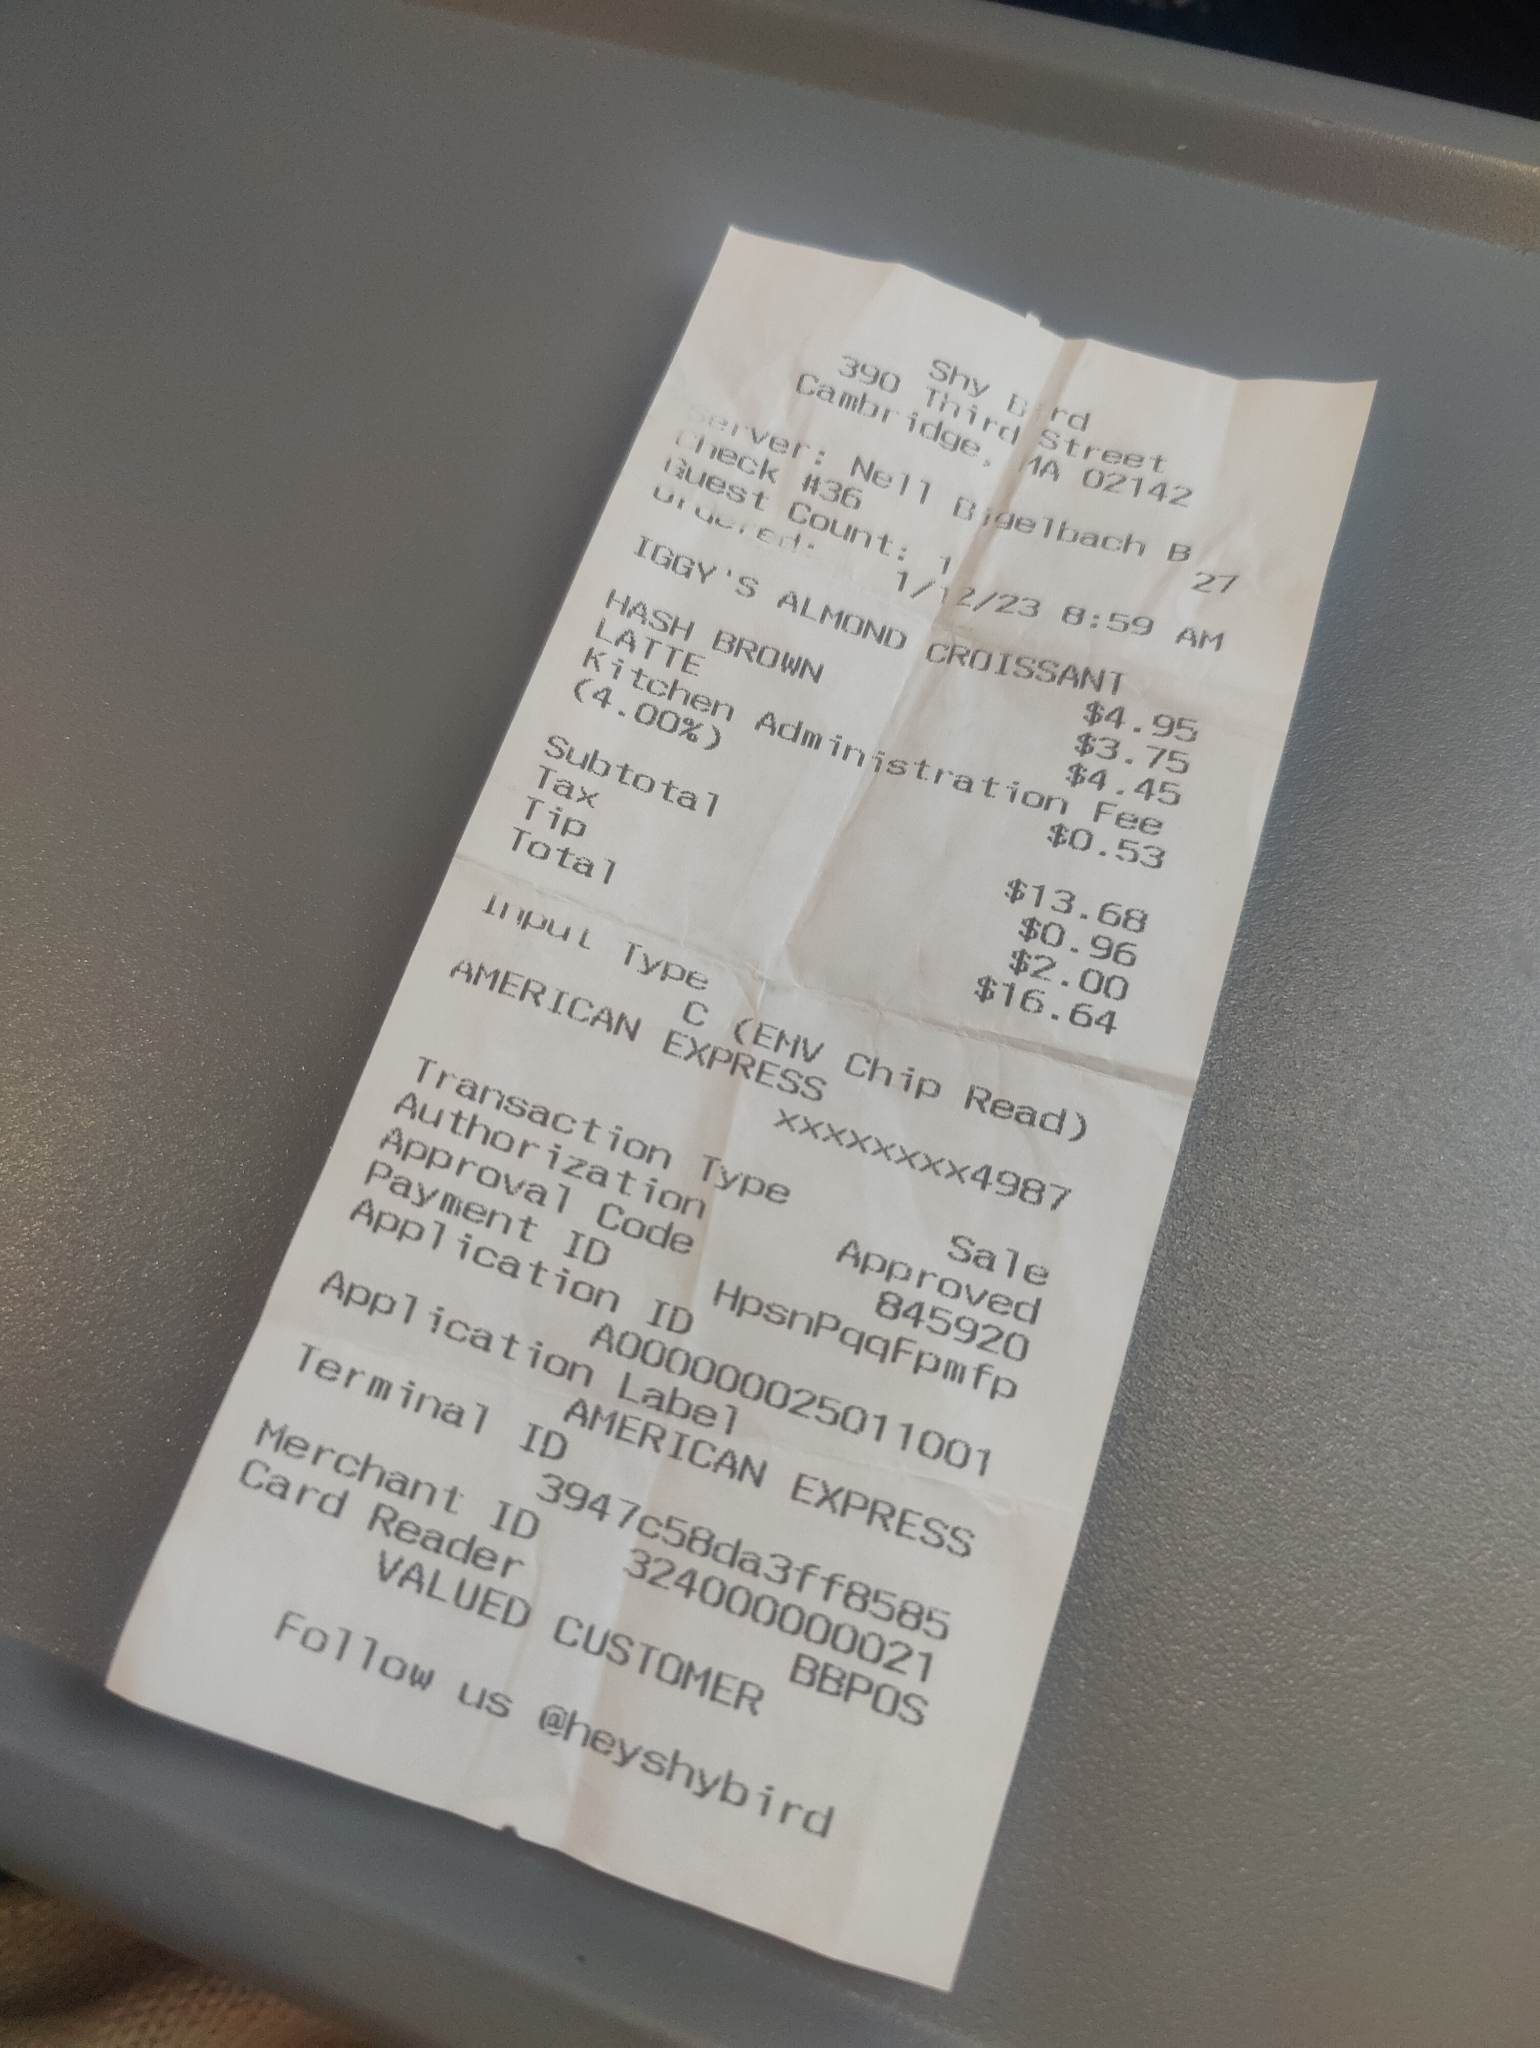 Shy Bird
390 Third Street
Cambridge, MA 02142
Server: Nell Bigelbach B
Check #36 27
Guest Count: 1
Ordered: 1/12/23 8:59 AM
IGGY'S ALMOND CROISSANT
$4.95
HASH BROWN $3.75
LATTE $4.45
Kitchen Administration Fee
(4.00%) $0.53
Subtotal $13.68
Tax $0.96
Tip $2.00
Total $16.64
Input Type
C (EMV Chip Read)
AMERICAN EXPRESS
xxxxxxxx4987
Transaction Type Sale
Authorization Approved
Approval Code 845920
Payment ID HpsnPqqFpmfp
Application ID
A000000025011001
Application Label
AMERICAN EXPRESS
Terminal ID
3947c58da3ff8585
Merchant ID 324000000021
Card Reader BBPOS
VALUED CUSTOMER
Follow us @heyshybird